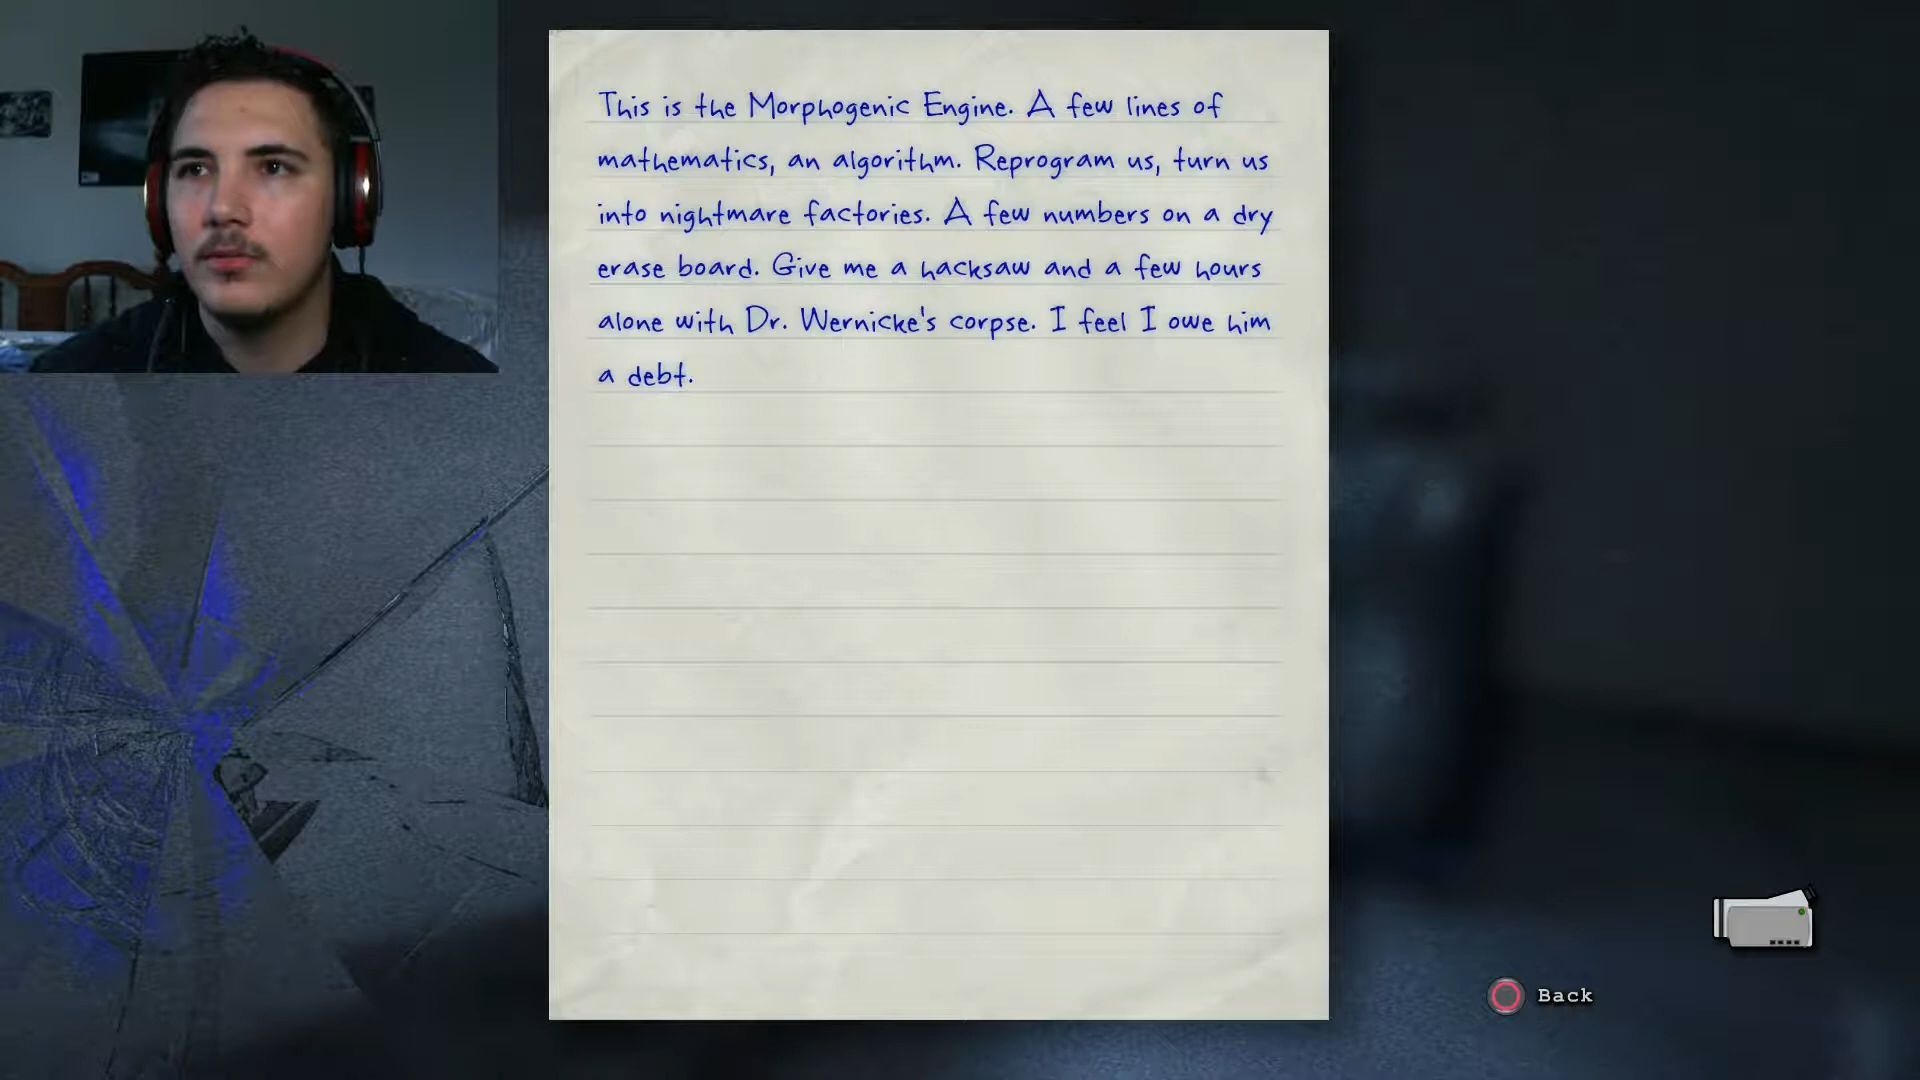 This is the Morphogenic Engine. A few lines of
mathematics, an algorithm. Reprogram us, turn us
into nightmare factories. A few numbers on a dry
erase board. Give me a hacksaw and a few hours
alone with Dr. Wernicke's corpse. I feel I owe him
a debt.
Back